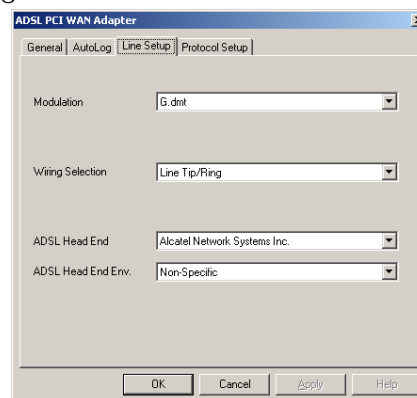 ADSL PCI WAN Adapter
General AutoLog Line Setup Protocol Setup
Modulation G.dmt
Wiring Selection Line Tip/Ring
ADSL Head End Alcatel Network Systems Inc.
ADSL Head End Env. Non-Specific
OK Cancel Apply Help